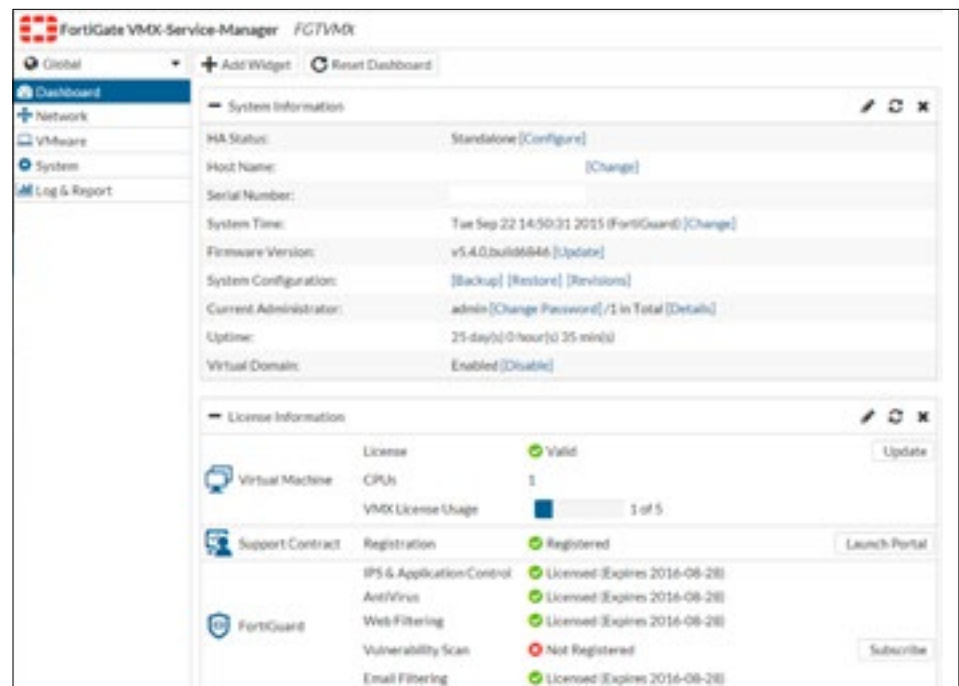 FortiGate VMX-Service-Manager FGTVMX
Global
Add Widget Reset Dashboard
Dashboard
Network
VMware
System
Log & Report
System Information
HA Status: Standalone [Configure]
Host Name: [Change]
Serial Number:
System Time: Tue Sep 22 14:50:31 2015 (FortiGuard) [Change]
Firmware Version: v5.4.0,build6846 [Update]
System Configuration: [Backup] [Restore] [Revisions]
Current Administrator: admin [Change Password] /1 in Total [Details]
Uptime: 25 day(s) 0 hour(s) 35 min(s)
Virtual Domain: Enabled [Disable]
License Information
Virtual Machine
License Valid Update
CPUs 1
VMX License Usage 1 of 5
Support Contract Registration Registered Launch Portal
FortiGuard
IPS & Application Control Licensed (Expires 2016-08-28)
AntiVirus Licensed (Expires 2016-08-28)
Web Filtering Licensed (Expires 2016-08-28)
Vulnerability Scan Not Registered Subscribe
Email Filtering Licensed (Expires 2016-08-28)